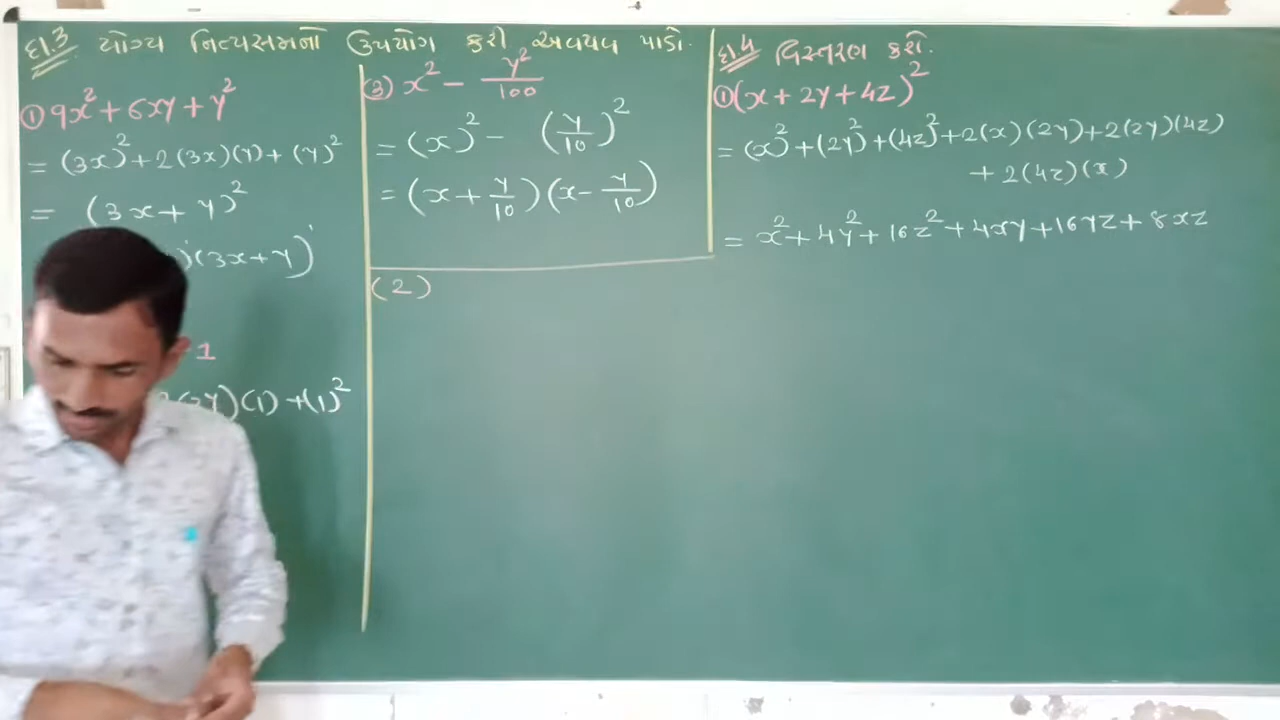 દા.3 યોગ્ય નિત્યસમનો ઉપયોગ કરી અવયવ પાડો.
① 9x² + 6xy + y²
= (3x)² + 2(3x)(y) + (y)²
= (3x + y)²
(3x+y)
1
(2y)(1) + (1)²
③ x² - y²/100
= (x)² - (y/10)²
= (x + y/10)(x - y/10)
(2)
દા.4 વિસ્તરણ કરો.
① (x + 2y + 4z)²
= (x)² + (2y)² + (4z)² + 2(x)(2y) + 2(2y)(4z)
+ 2(4z)(x)
= x² + 4y² + 16z² + 4xy + 16yz + 8xz